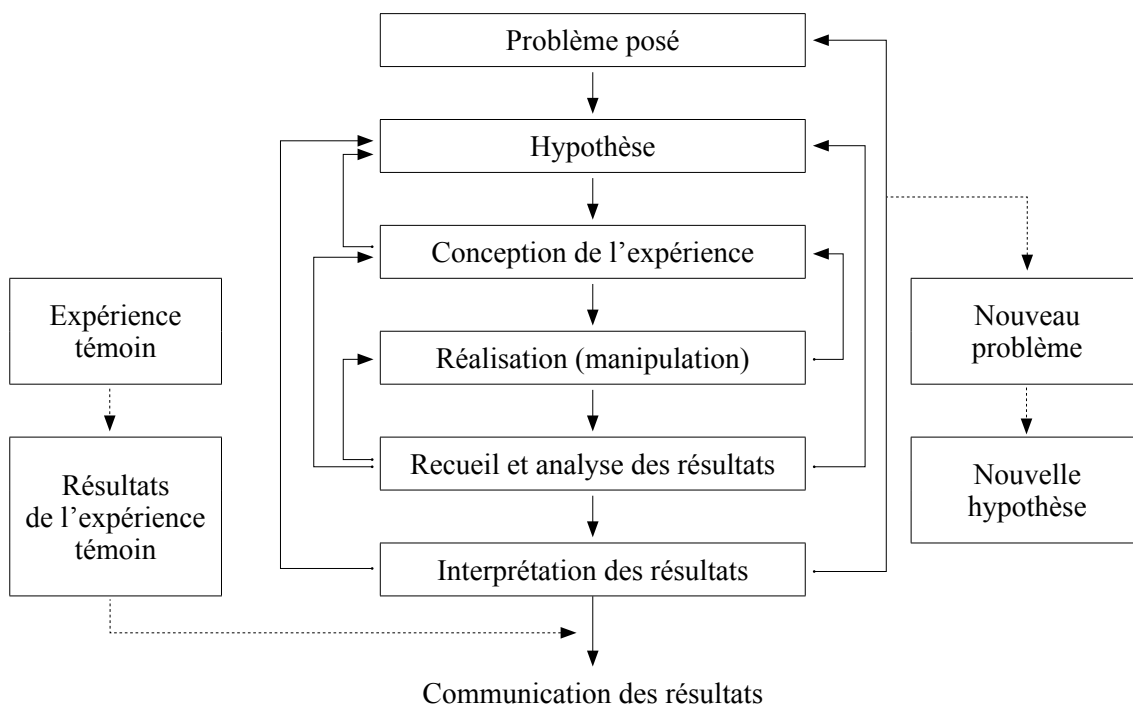 Problème posé
Hypothèse
Conception de l’expérience
Expérience
témoin
Réalisation (manipulation)
Nouveau
problème
Résultats
de l’expérience
témoin
Recueil et analyse des résultats
Nouvelle
hypothèse
Interprétation des résultats
Communication des résultats